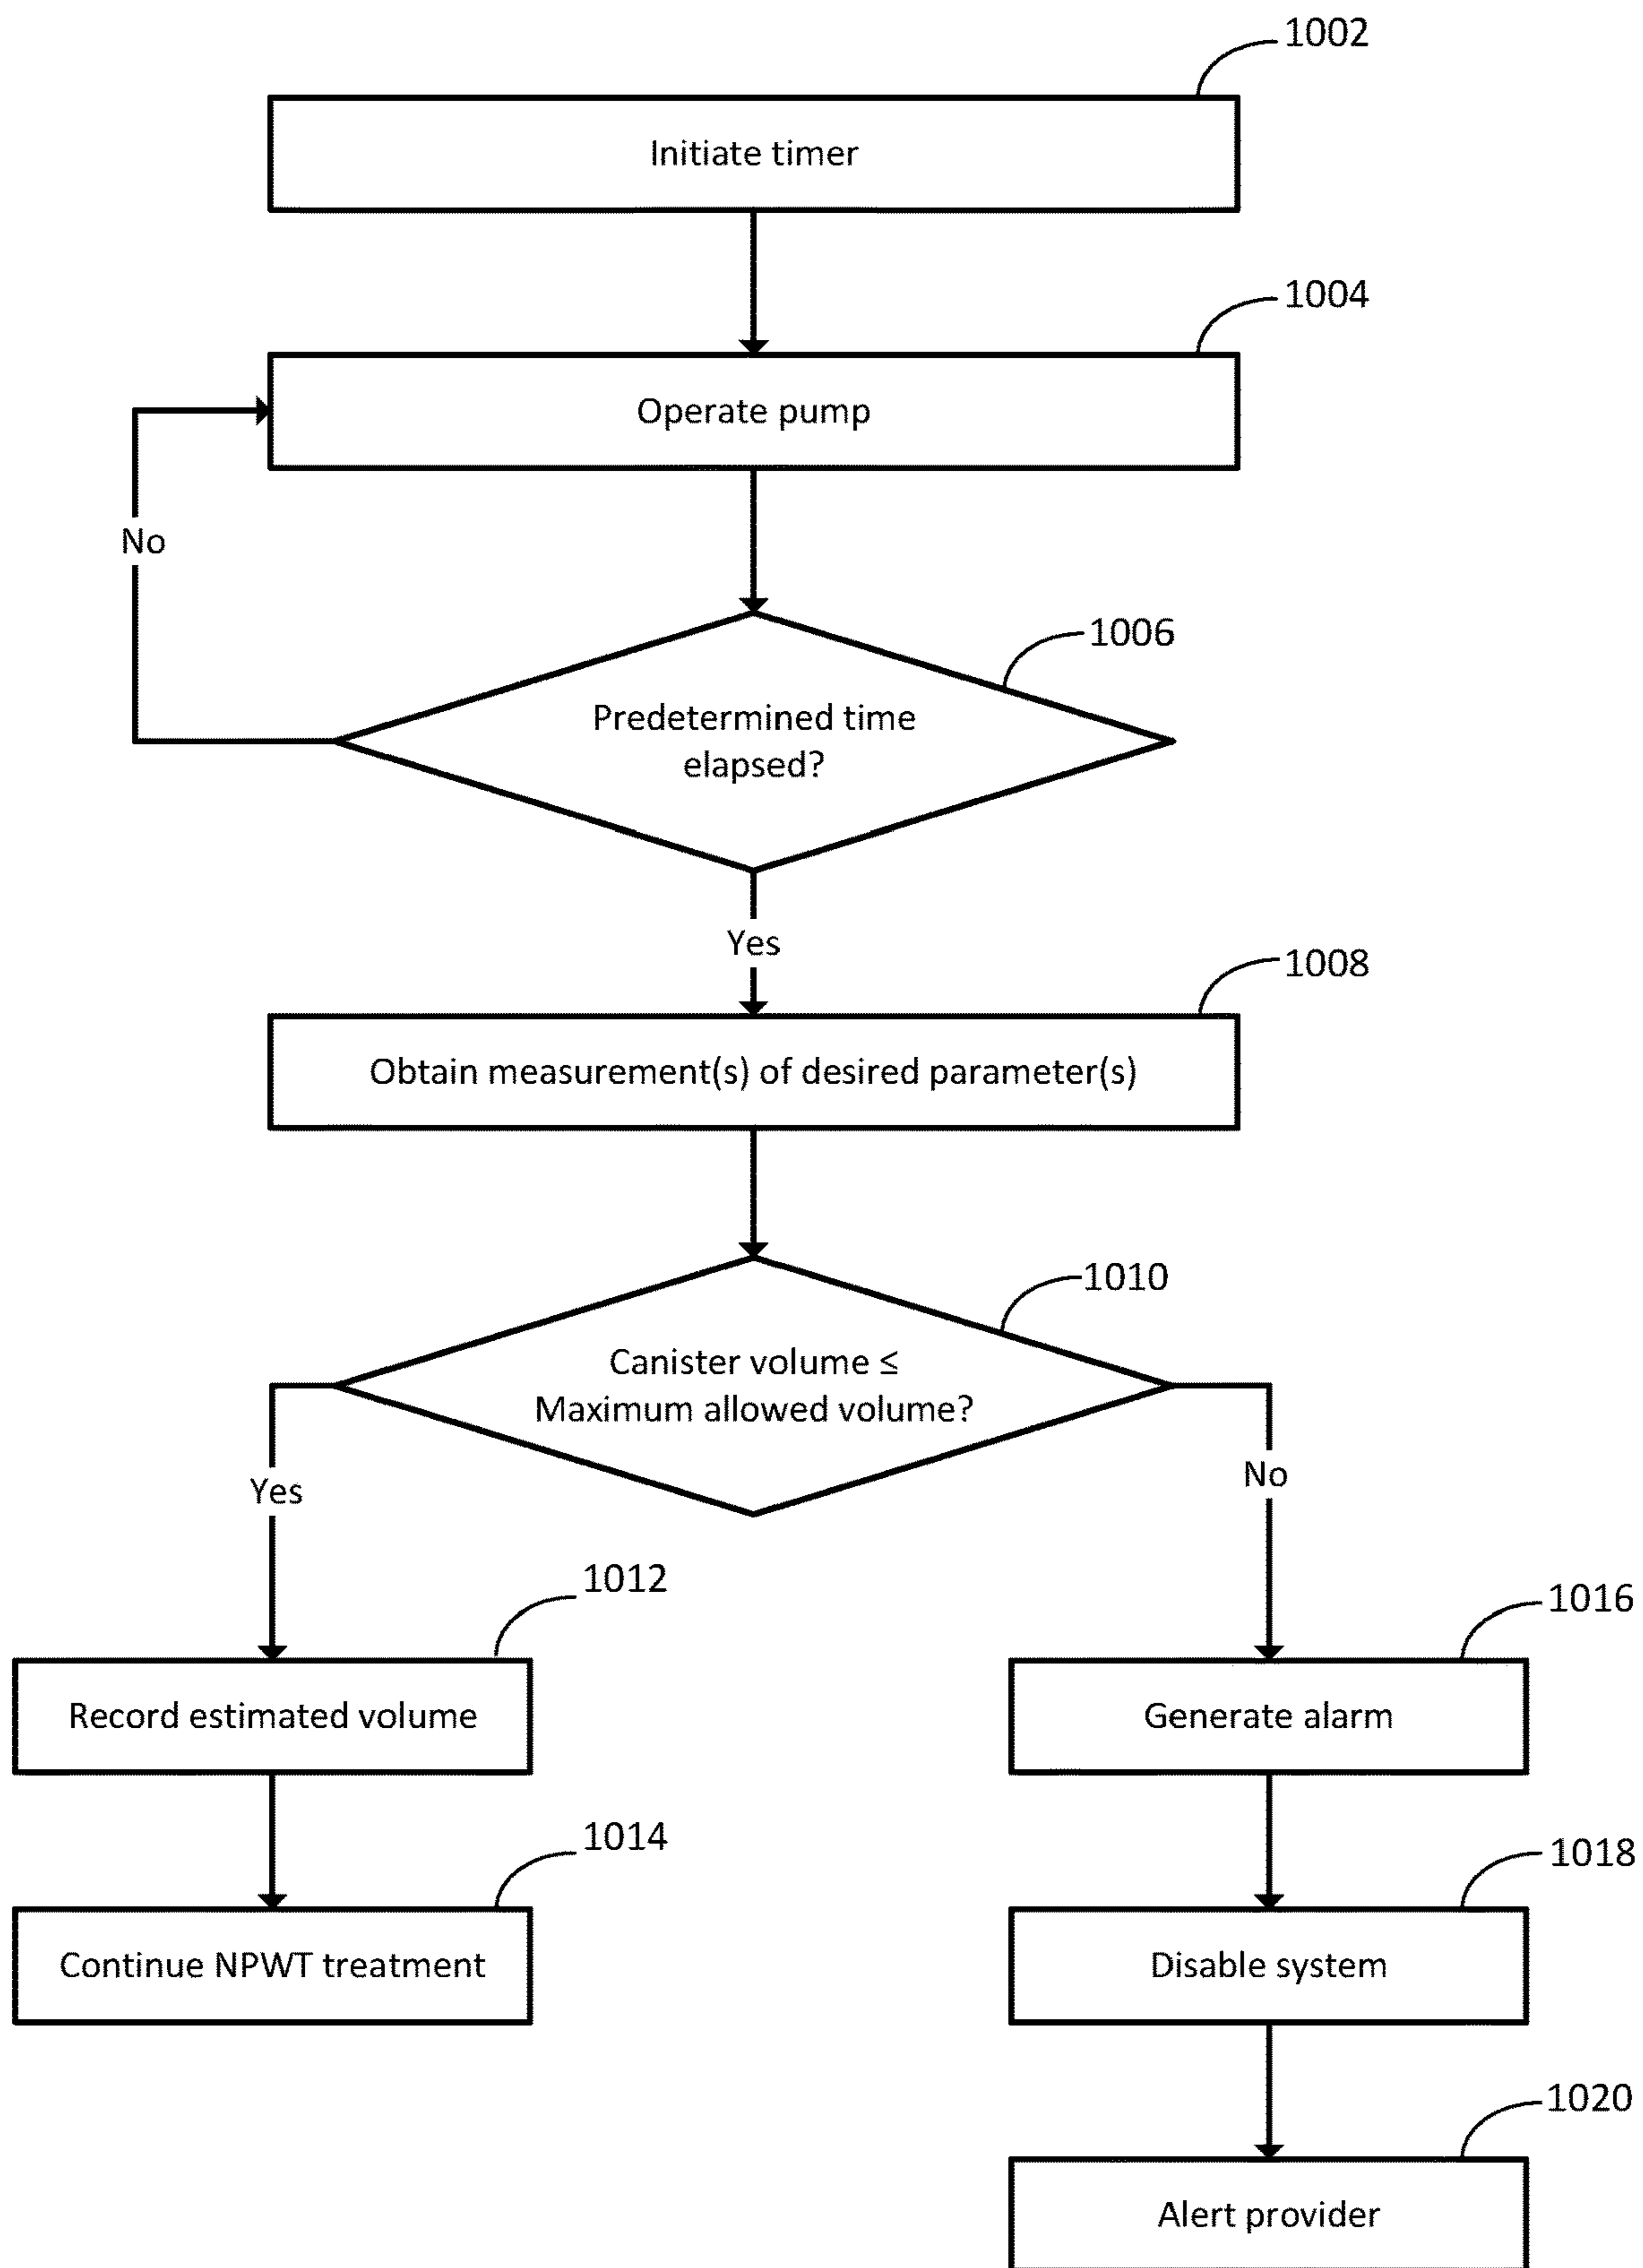 1002
Initiate timer
1004
Operate pump
No
1006
Predetermined time
elapsed?
Yes
1008
Obtain measurement(s) of desired parameter(s)
1010
Canister volume ≤
Maximum allowed volume?
Yes
No
1012
1016
Record estimated volume
Generate alarm
1014
1018
Continue NPWT treatment
Disable system
1020
Alert provider